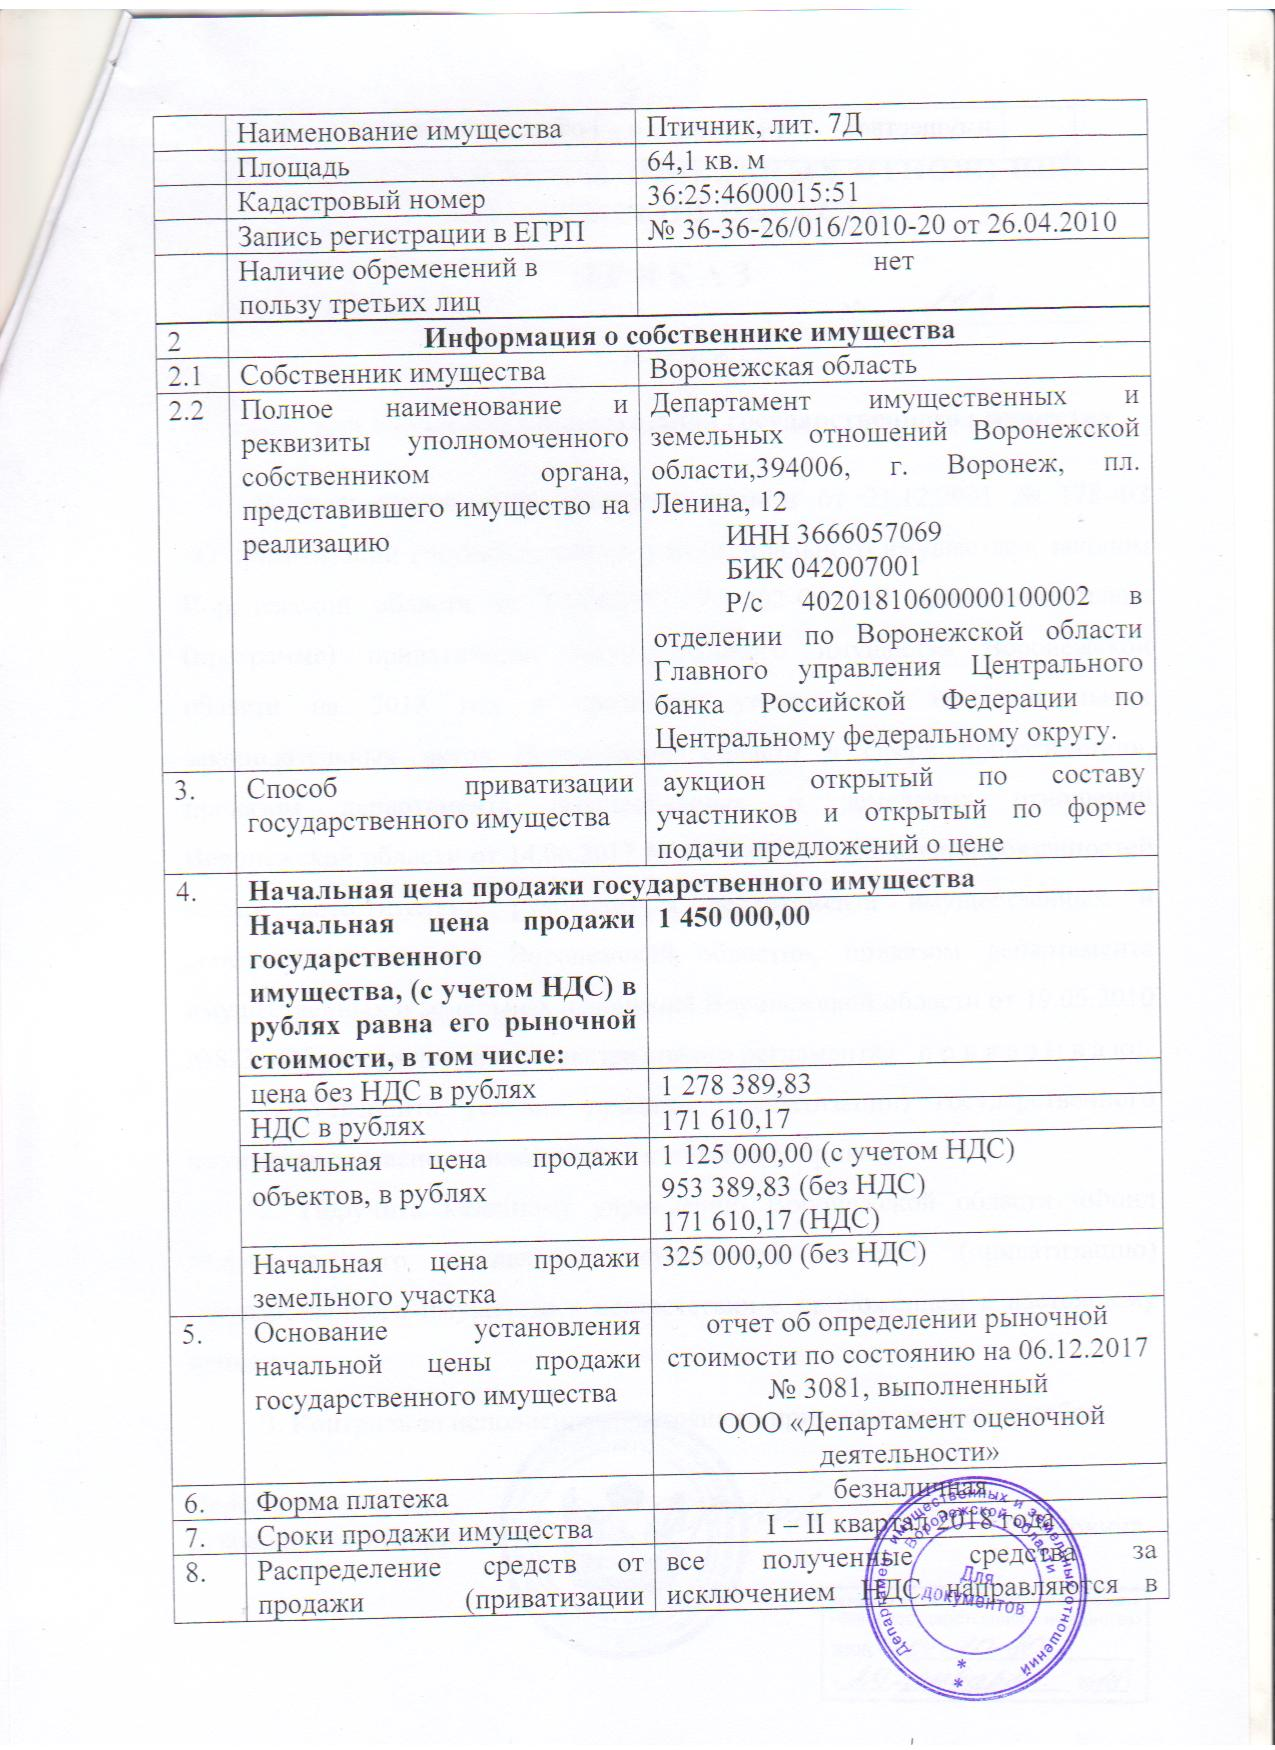 Наименование имущества Птичник, лит. 7Д
Площадь 64,1 кв. м
Кадастровый номер 36:25:4600015:51
Запись регистрации в ЕГРП № 36-36-26/016/2010-20 от 26.04.2010
Наличие обременений в
пользу третьих лиц
нет
2 Информация о собственнике имущества
2.1 Собственник имущества Воронежская область
2.2 Полное наименование и
реквизиты уполномоченного
собственником органа,
представившего имущество на
реализацию
Департамент имущественных и
земельных отношений Воронежской
области,394006, г. Воронеж, пл.
Ленина, 12
ИНН 3666057069
БИК 042007001
Р/с 40201810600000100002 в
отделении по Воронежской области
Главного управления Центрального
банка Российской Федерации по
Центральному федеральному округу.
3. Способ приватизации
государственного имущества
аукцион открытый по составу
участников и открытый по форме
подачи предложений о цене
4. Начальная цена продажи государственного имущества
Начальная цена продажи
государственного
имущества, (с учетом НДС) в
рублях равна его рыночной
стоимости, в том числе:
1 450 000,00
цена без НДС в рублях 1 278 389,83
НДС в рублях 171 610,17
Начальная цена продажи
объектов, в рублях
1 125 000,00 (с учетом НДС)
953 389,83 (без НДС)
171 610,17 (НДС)
Начальная цена продажи
земельного участка
325 000,00 (без НДС)
5. Основание установления
начальной цены продажи
государственного имущества
отчет об определении рыночной
стоимости по состоянию на 06.12.2017
№ 3081, выполненный
ООО «Департамент оценочной
деятельности»
6. Форма платежа безналичная
7. Сроки продажи имущества I – II квартал 2018 года
8. Распределение средств от
продажи (приватизации
все полученные средства за
исключением НДС направляются в
Департамент имущественных и земельных отношений
Воронежской области
Для
документов